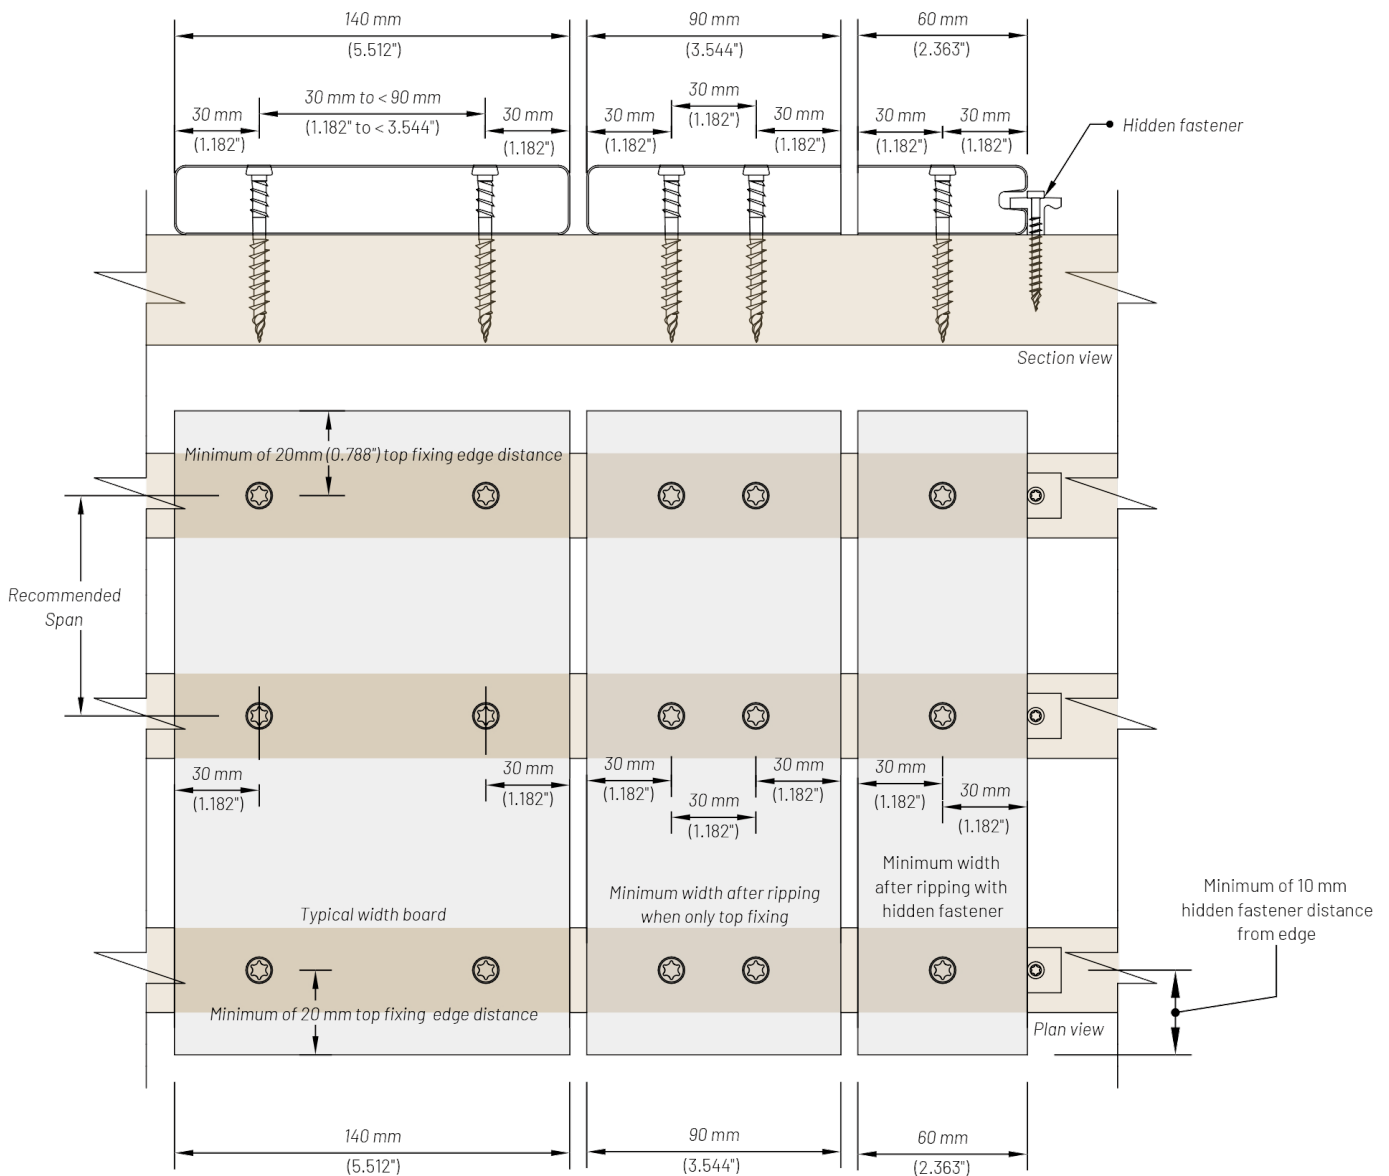 140 mm
(5.512")
90 mm
(3.544")
60 mm
(2.363")
30 mm
(1.182")
30 mm to < 90 mm
(1.182" to < 3.544")
30 mm
(1.182")
30 mm
(1.182")
30 mm
(1.182")
30 mm
(1.182")
30 mm
(1.182")
30 mm
(1.182")
Hidden fastener
Section view
Minimum of 20mm (0.788") top fixing edge distance
Recommended
Span
30 mm
(1.182")
30 mm
(1.182")
30 mm
(1.182")
30 mm
(1.182")
30 mm
(1.182")
30 mm
(1.182")
30 mm
(1.182")
Typical width board
Minimum width after ripping
when only top fixing
Minimum width
after ripping with
hidden fastener
Minimum of 10 mm
hidden fastener distance
from edge
Minimum of 20 mm top fixing edge distance
Plan view
140 mm
(5.512")
90 mm
(3.544")
60 mm
(2.363")